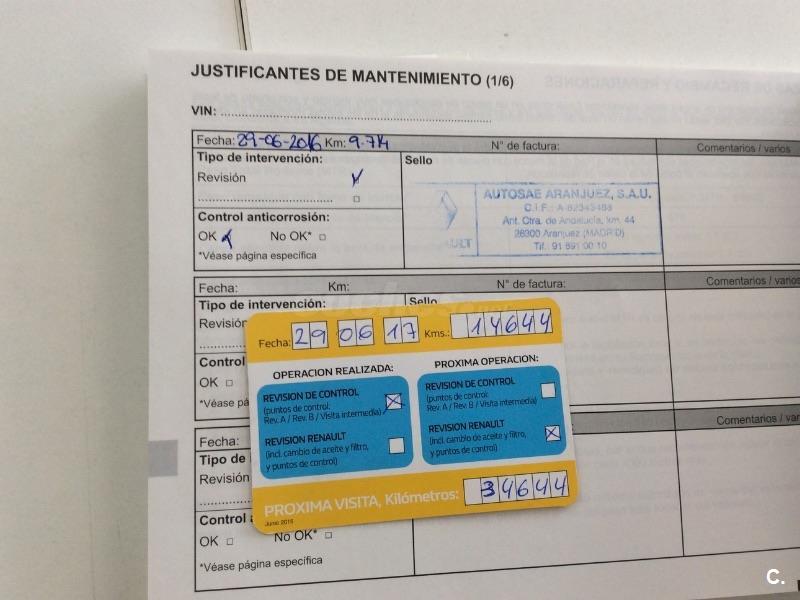 JUSTIFICANTES DE MANTENIMIENTO (1/6)
VIN:
Fecha: 29-06-2016 Km: 9.714 N° de factura: Comentarios / varios
Tipo de intervención:
Sello
Revisión
AUTOSAE ARANJUEZ, S.A.U.
Ant. Ctra. de Andalucía, km. 44
28300 Aranjuez (MADRID)
Tlf.: 91 891 00 10
Control anticorrosión:
OK No OK*
*Véase página específica
Fecha: Km: N° de factura: Comentarios / varios
Tipo de intervención:
Sello
Revisión
Control
OK
*Véase pá
Fecha: 29 06 17 Kms.: 14644
OPERACION REALIZADA:
REVISION DE CONTROL
(puntos de control:
Rev. A / Rev. B / Visita intermedia)
REVISION RENAULT
(incl. cambio de aceite y filtro,
y puntos de control)
PROXIMA OPERACION:
REVISION DE CONTROL
(puntos de control:
Rev. A / Rev. B / Visita intermedia)
REVISION RENAULT
(incl. cambio de aceite y filtro,
y puntos de control)
PROXIMA VISITA, Kilómetros: 34644
Junio 2015
Fecha:
Comentarios / varios
Tipo de
Revisión
Control a
OK No OK*
*Véase página específica
C.